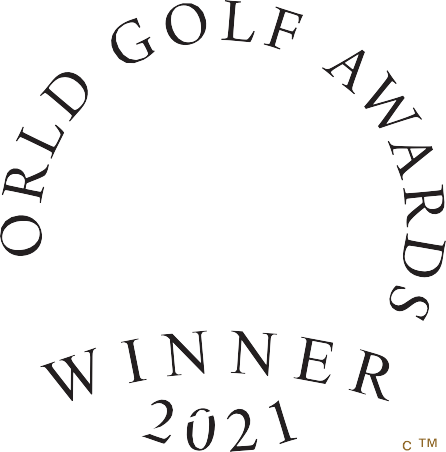 ORLD GOLF AWARDS
WINNER
2021
C ™